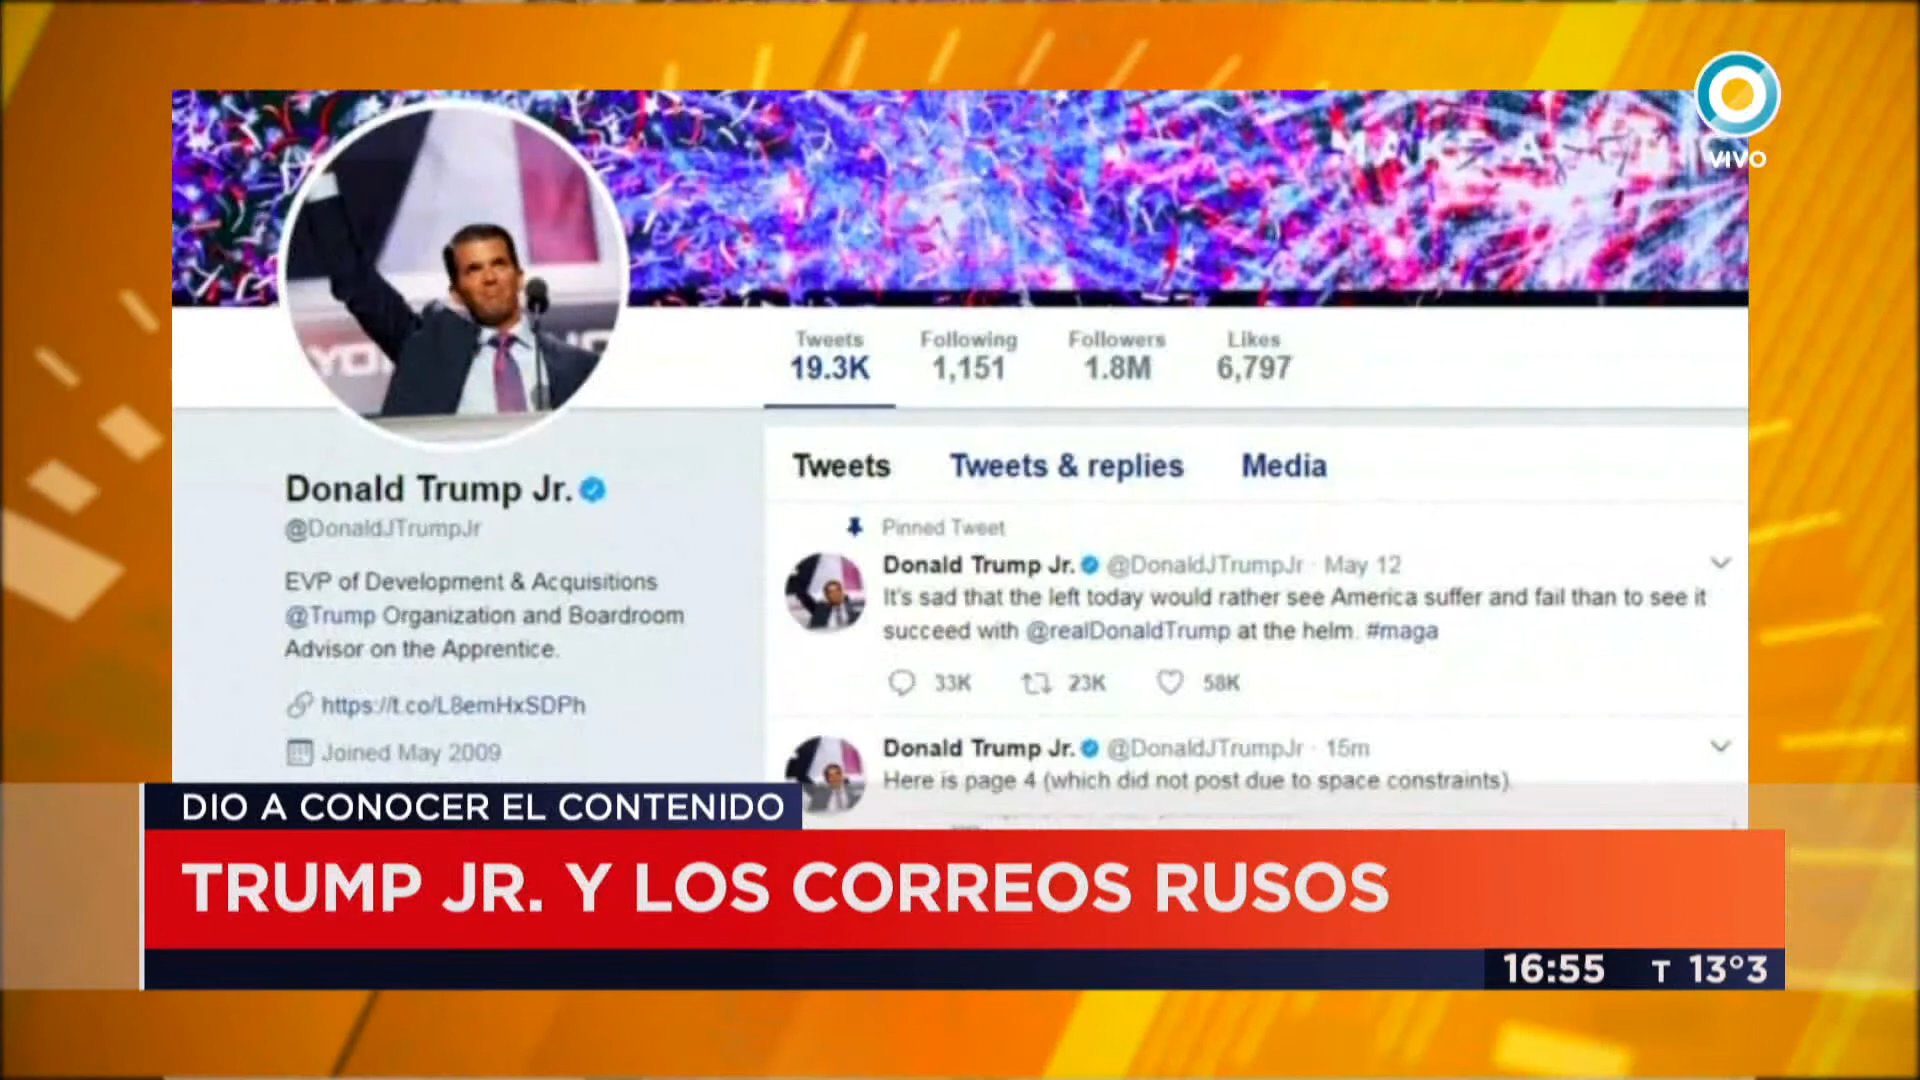 VIVO
Tweets Following Followers Likes
19.3K 1,151 1.8M 6,797
Donald Trump Jr.
@DonaldJTrumpJr
EVP of Development & Acquisitions
@Trump Organization and Boardroom
Advisor on the Apprentice.
https://t.co/L8emHxSDPh
Joined May 2009
Tweets Tweets & replies Media
Pinned Tweet
Donald Trump Jr. @DonaldJTrumpJr · May 12
It's sad that the left today would rather see America suffer and fail than to see it
succeed with @realDonaldTrump at the helm. #maga
33K 23K 58K
Donald Trump Jr. @DonaldJTrumpJr · 15m
Here is page 4 (which did not post due to space constraints).
DIO A CONOCER EL CONTENIDO
TRUMP JR. Y LOS CORREOS RUSOS
16:55 T 13°3